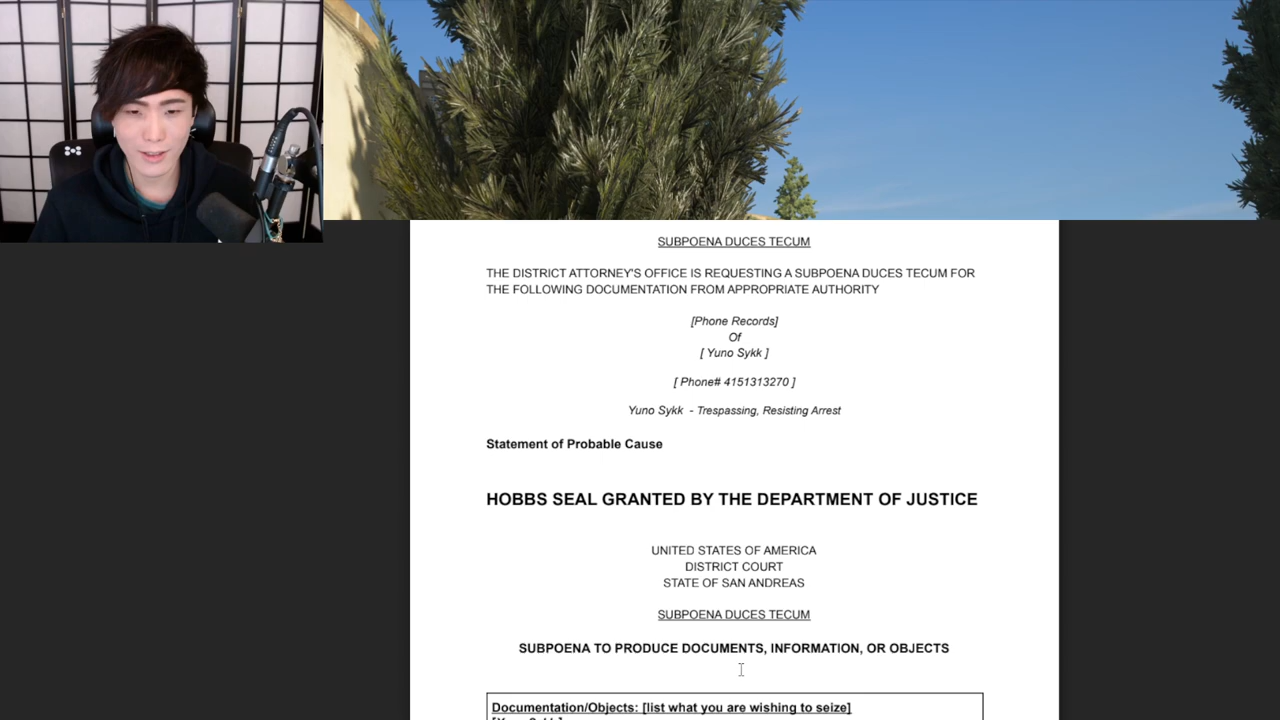 SUBPOENA DUCES TECUM
THE DISTRICT ATTORNEY'S OFFICE IS REQUESTING A SUBPOENA DUCES TECUM FOR
THE FOLLOWING DOCUMENTATION FROM APPROPRIATE AUTHORITY
[Phone Records]
Of
[ Yuno Sykk ]
[ Phone# 4151313270 ]
Yuno Sykk - Trespassing, Resisting Arrest
Statement of Probable Cause
HOBBS SEAL GRANTED BY THE DEPARTMENT OF JUSTICE
UNITED STATES OF AMERICA
DISTRICT COURT
STATE OF SAN ANDREAS
SUBPOENA DUCES TECUM
SUBPOENA TO PRODUCE DOCUMENTS, INFORMATION, OR OBJECTS
Documentation/Objects: [list what you are wishing to seize]